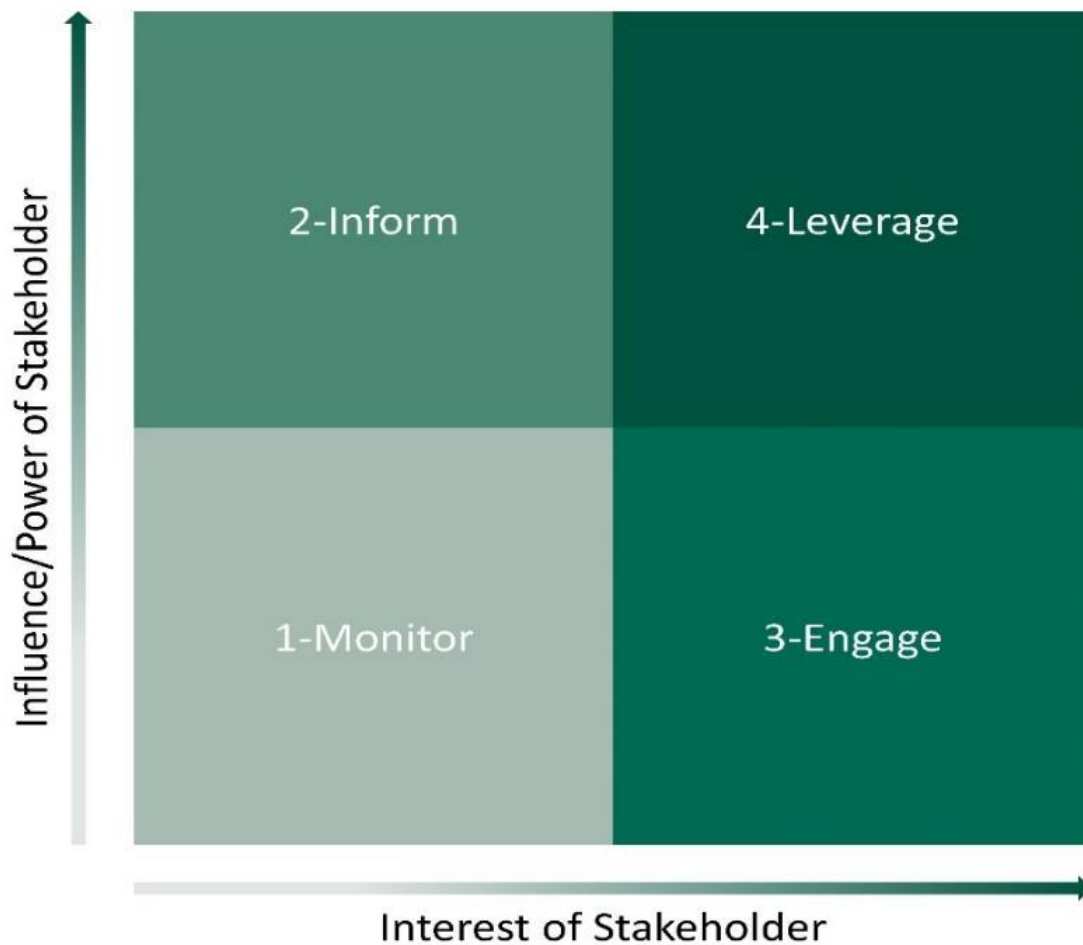 Influence/Power of Stakeholder
2-Inform
4-Leverage
1-Monitor
3-Engage
Interest of Stakeholder